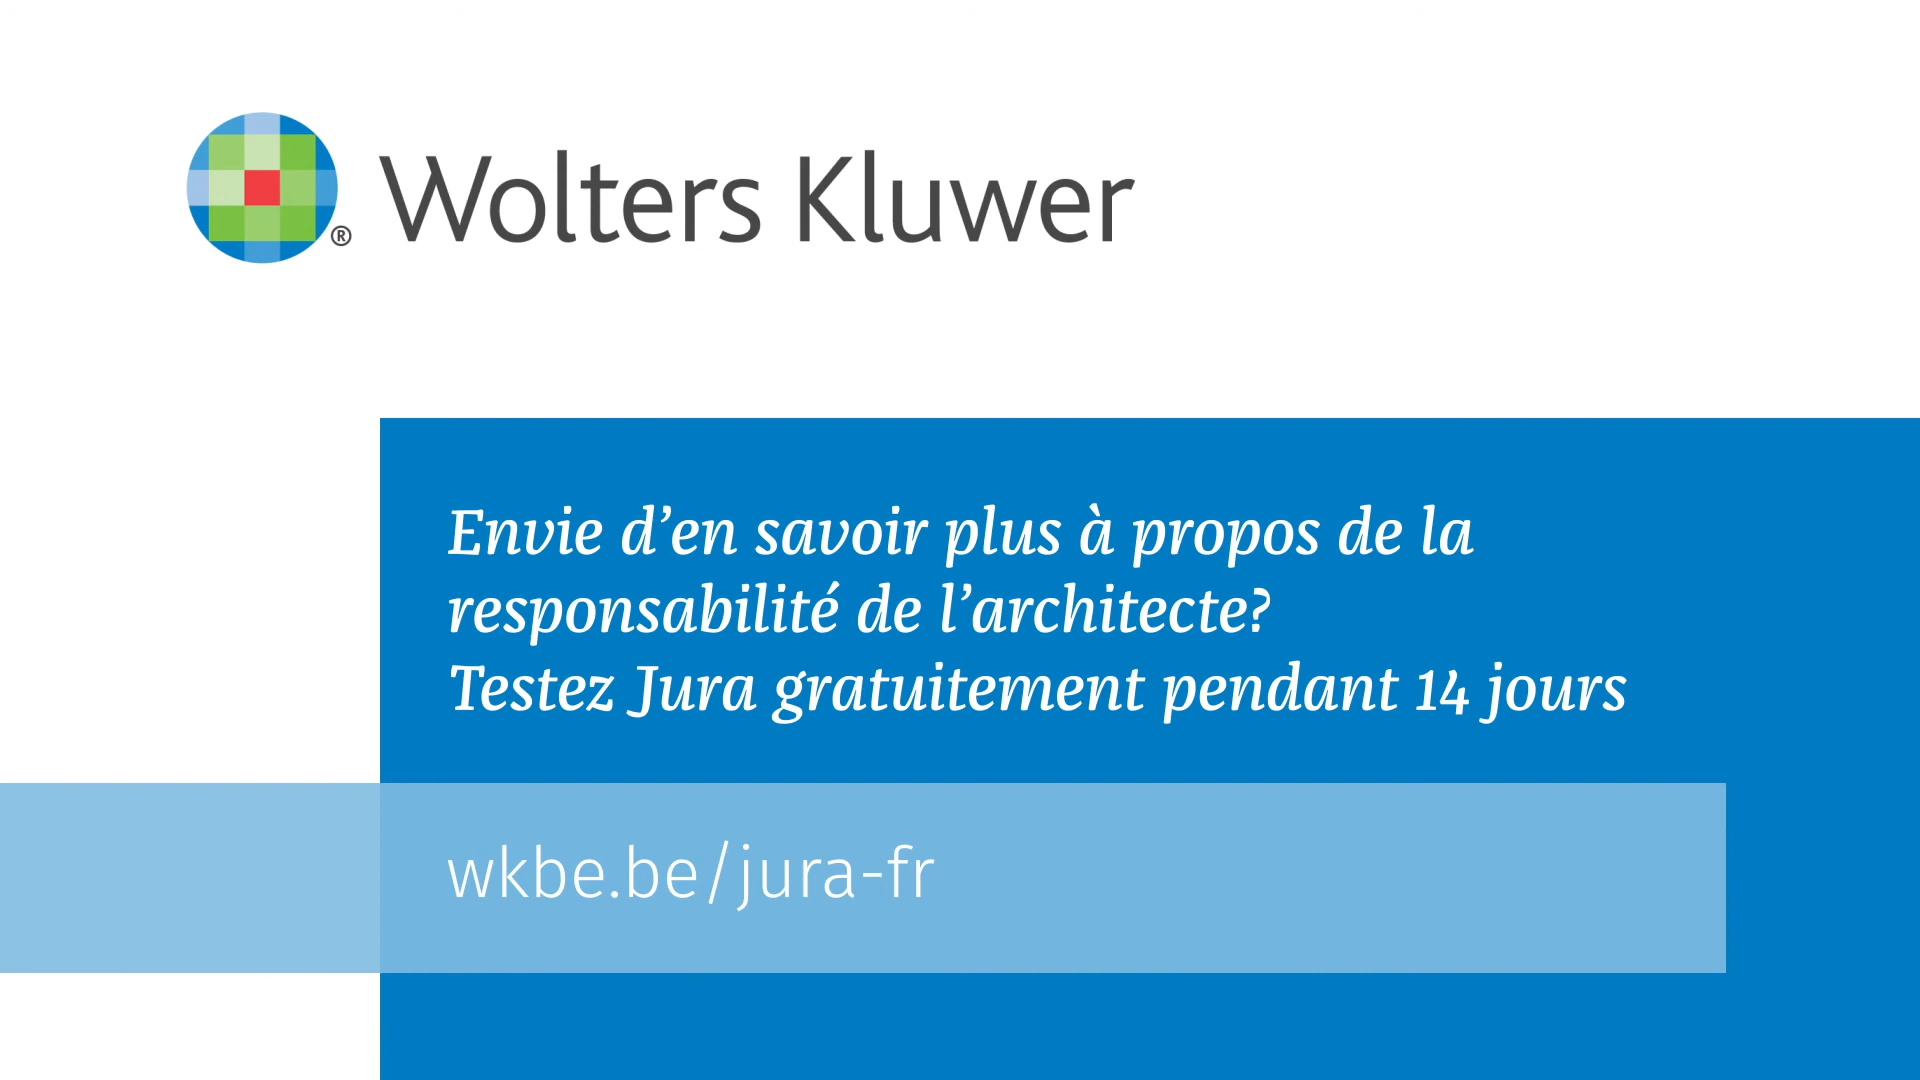 ® Wolters Kluwer
Envie d’en savoir plus à propos de la
responsabilité de l’architecte?
Testez Jura gratuitement pendant 14 jours
wkbe.be/jura-fr